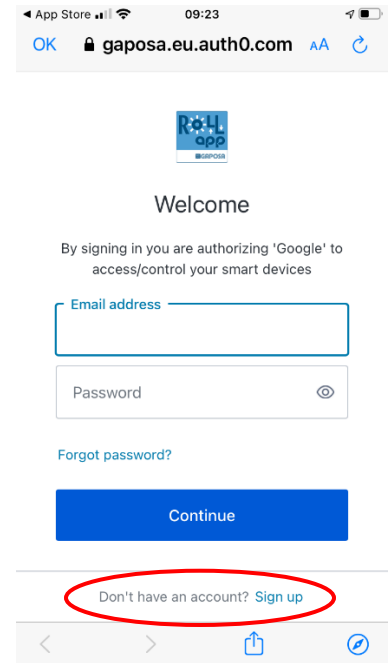 App Store 09:23
OK gaposa.eu.auth0.com AA
ROLL
app
GAPOSA
Welcome
By signing in you are authorizing 'Google' to
access/control your smart devices
Email address
Password
Forgot password?
Continue
Don't have an account? Sign up